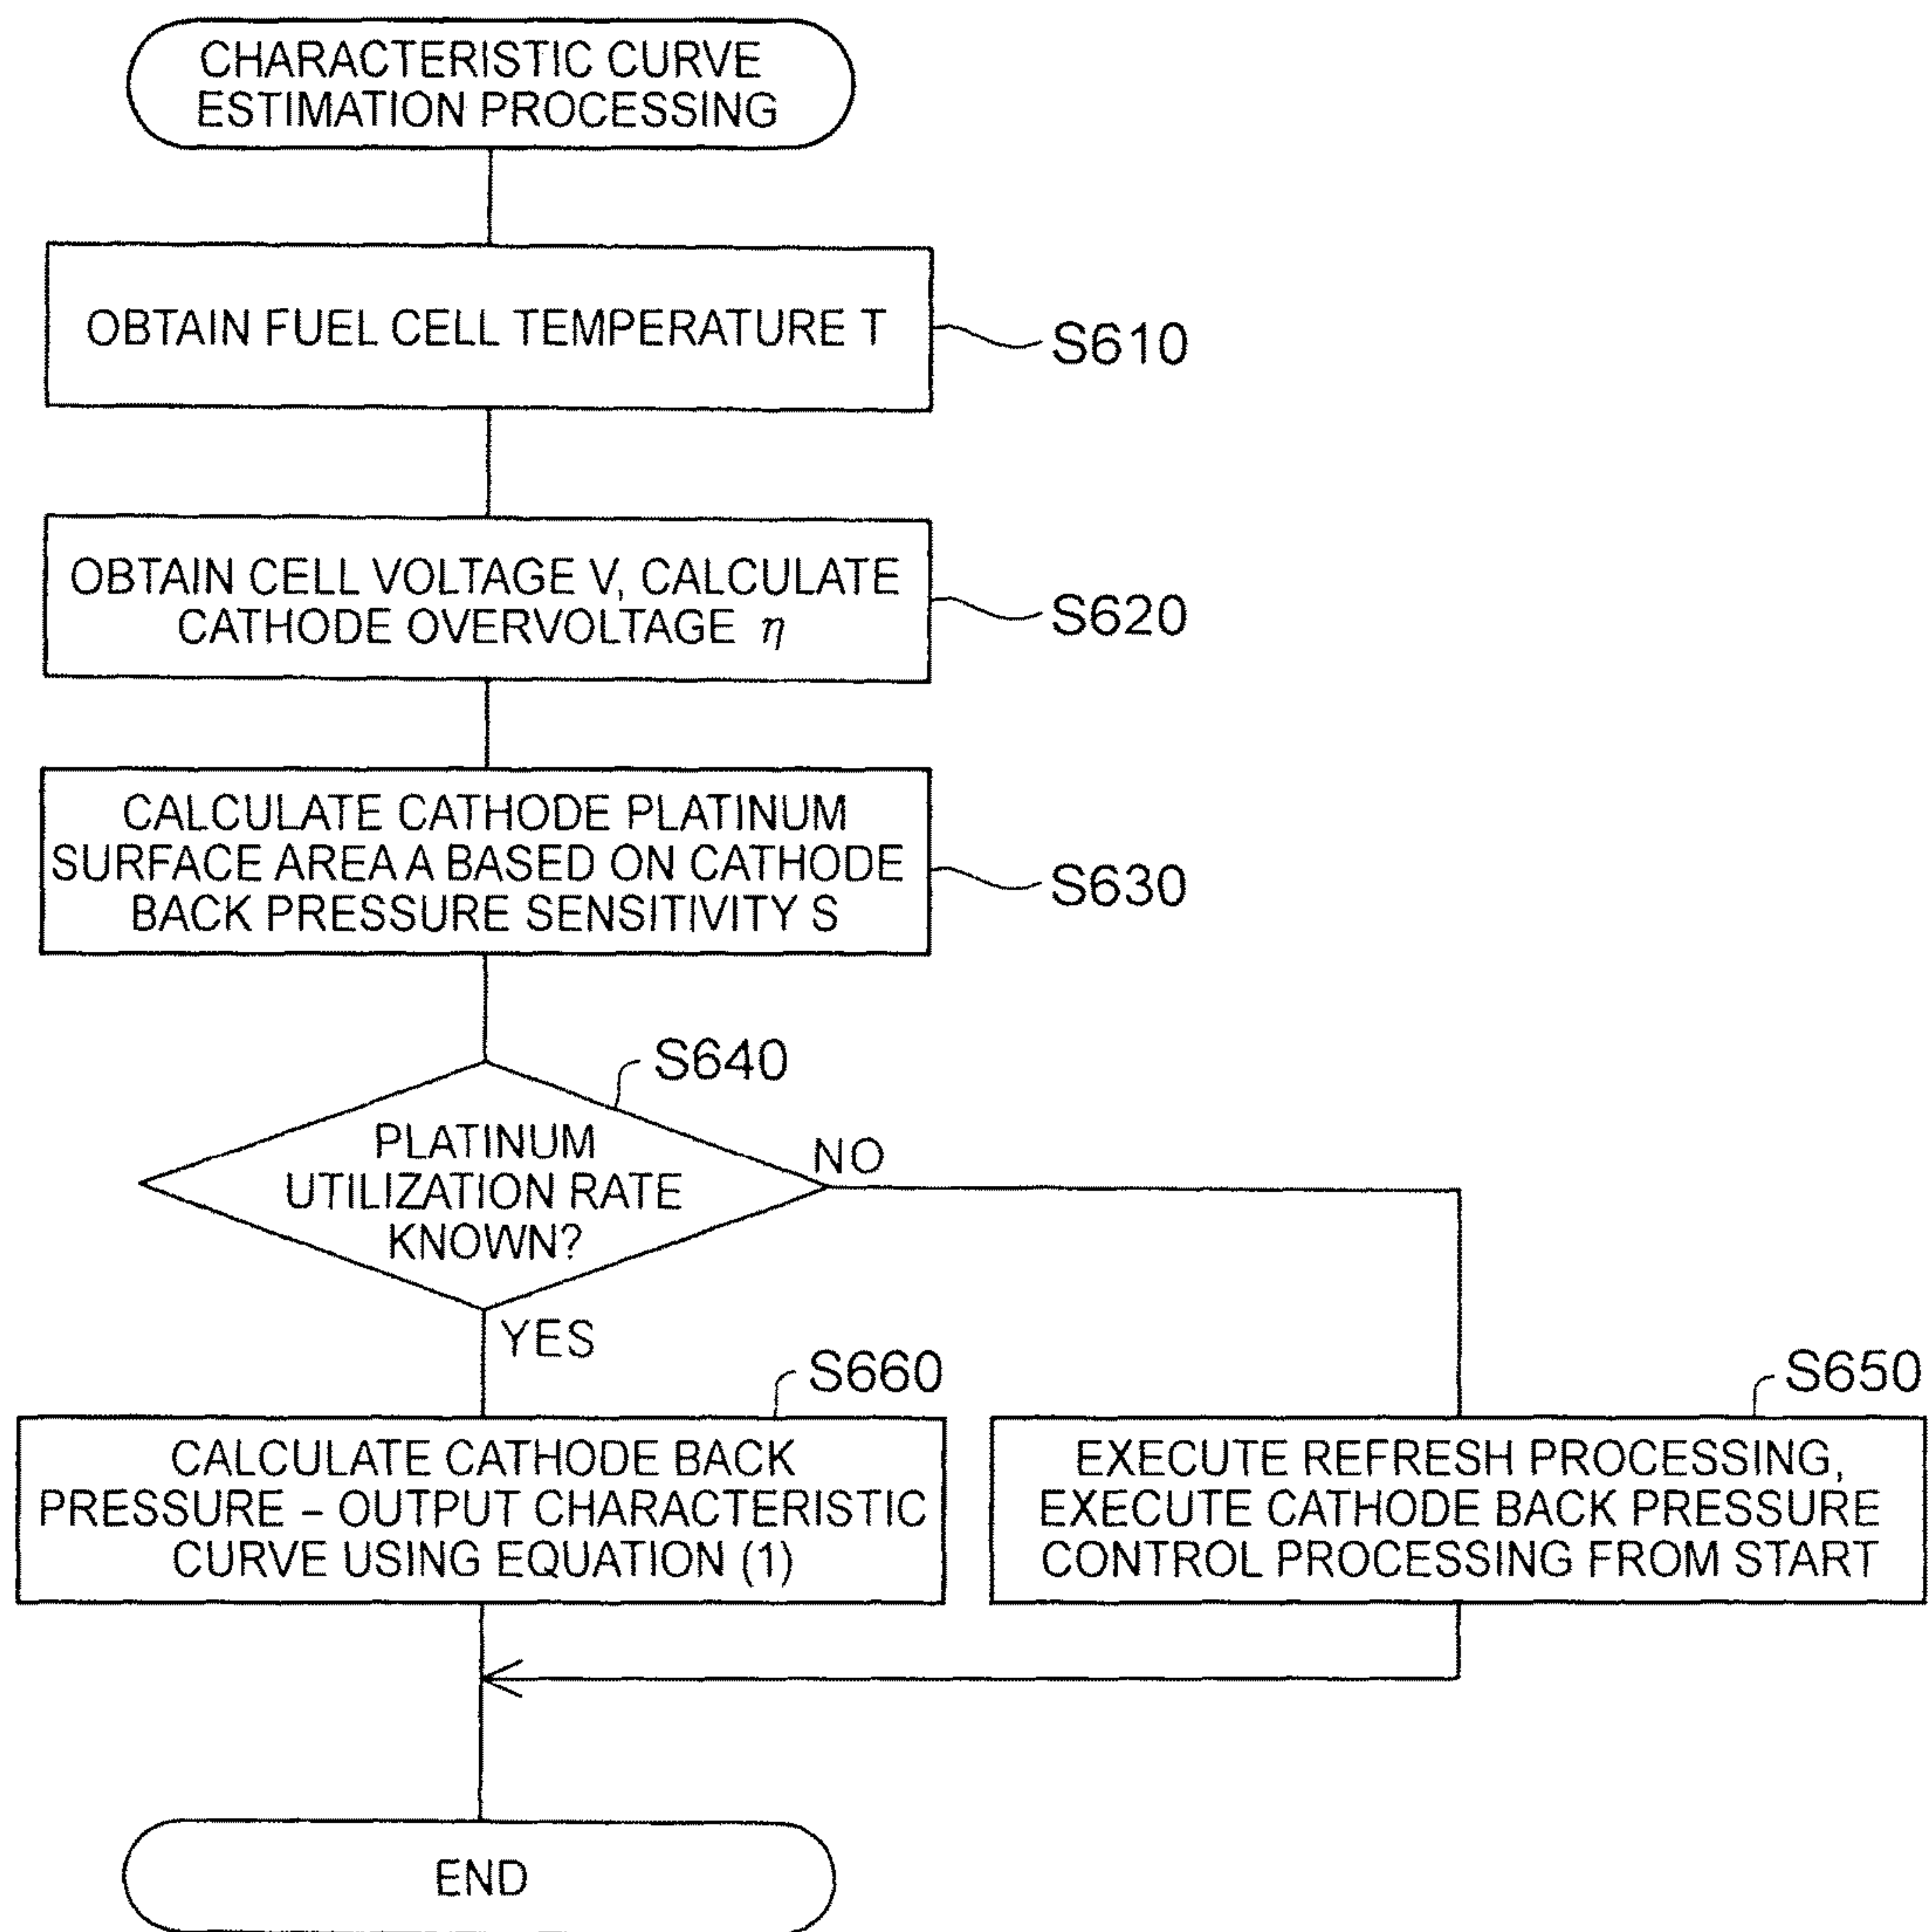 CHARACTERISTIC CURVE
ESTIMATION PROCESSING
OBTAIN FUEL CELL TEMPERATURE T
S610
OBTAIN CELL VOLTAGE V, CALCULATE
CATHODE OVERVOLTAGE η
S620
CALCULATE CATHODE PLATINUM
SURFACE AREA A BASED ON CATHODE
BACK PRESSURE SENSITIVITY S
S630
S640
PLATINUM
UTILIZATION RATE
KNOWN?
NO
YES
S660
CALCULATE CATHODE BACK
PRESSURE – OUTPUT CHARACTERISTIC
CURVE USING EQUATION (1)
S650
EXECUTE REFRESH PROCESSING,
EXECUTE CATHODE BACK PRESSURE
CONTROL PROCESSING FROM START
END